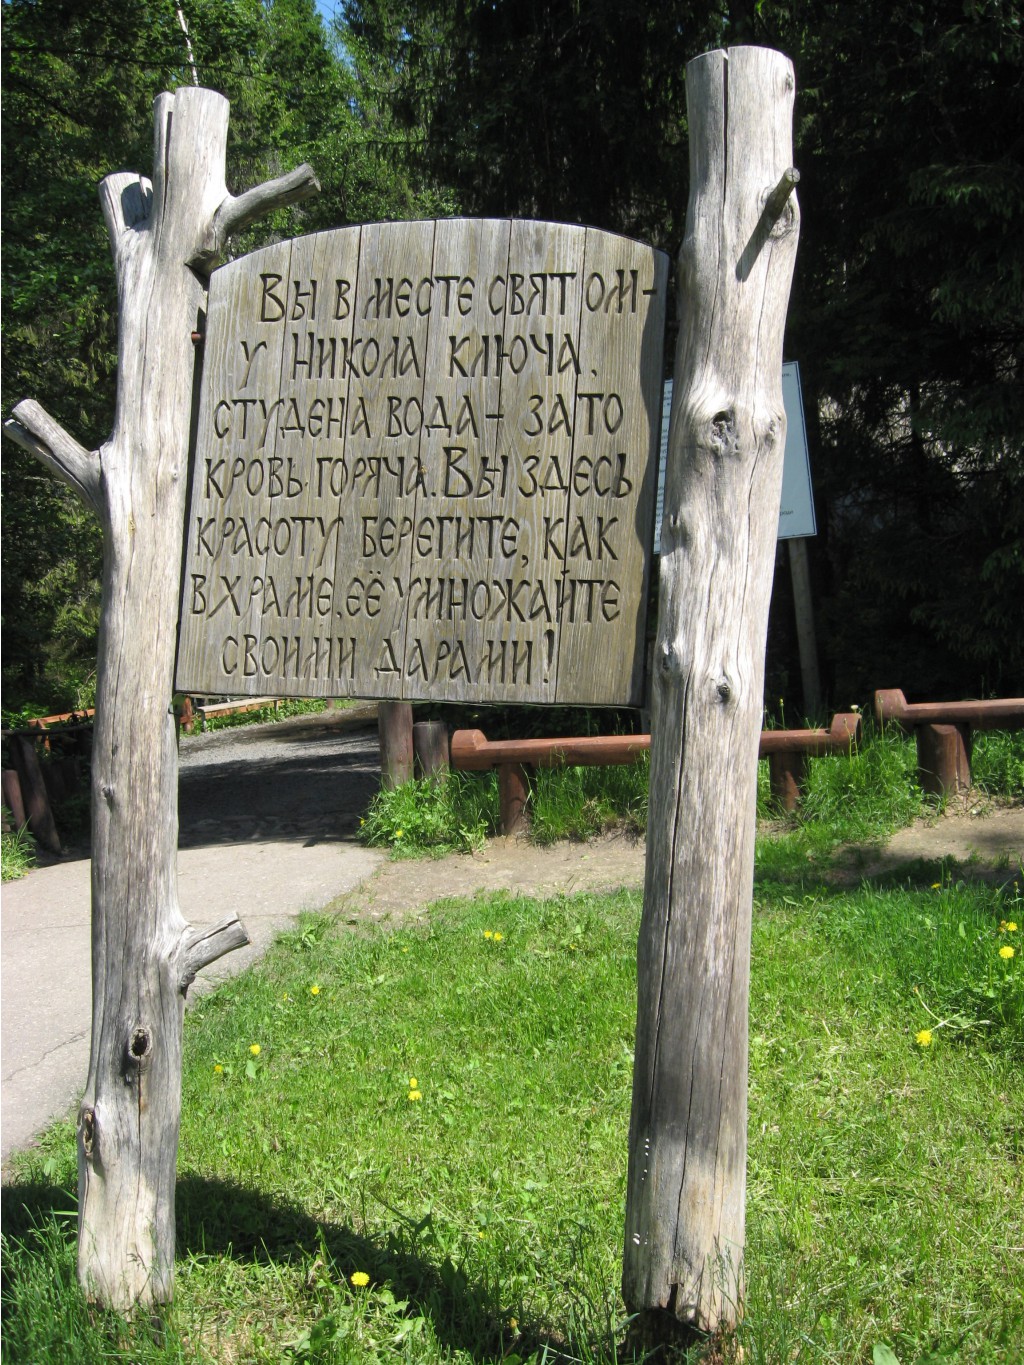 Вы в месте святом-
у Никола ключа.
студена вода - зато
кровь горяча. Вы здесь
красоту берегите, как
в храме. её умножайте
своими дарами!